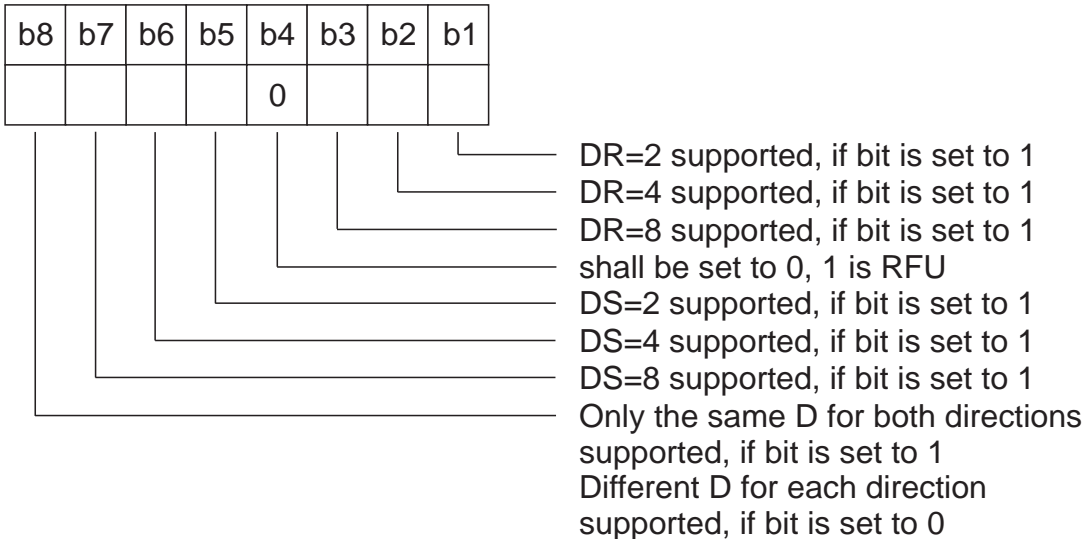 b8 b7 b6 b5 b4 b3 b2 b1
0
DR=2 supported, if bit is set to 1
DR=4 supported, if bit is set to 1
DR=8 supported, if bit is set to 1
shall be set to 0, 1 is RFU
DS=2 supported, if bit is set to 1
DS=4 supported, if bit is set to 1
DS=8 supported, if bit is set to 1
Only the same D for both directions
supported, if bit is set to 1
Different D for each direction
supported, if bit is set to 0